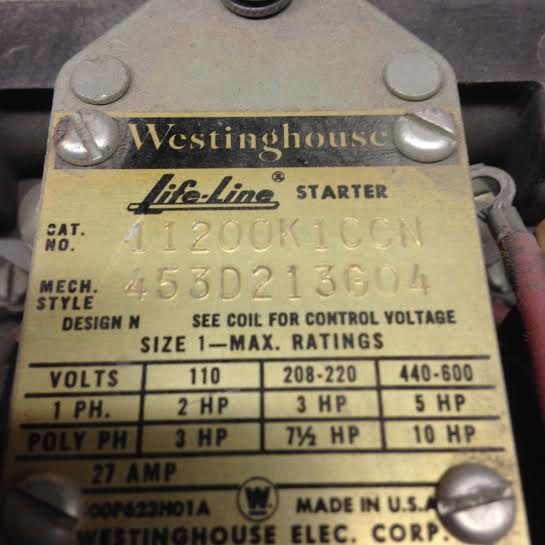 Westinghouse
Life-Line® STARTER
CAT. NO. 11200K1CCN
MECH. STYLE 453D213G04
DESIGN N SEE COIL FOR CONTROL VOLTAGE
SIZE 1—MAX. RATINGS
VOLTS 110 208-220 440-600
1 PH. 2 HP 3 HP 5 HP
POLY PH 3 HP 7½ HP 10 HP
27 AMP
W
MADE IN U.S.A.
WESTINGHOUSE ELEC. CORP.